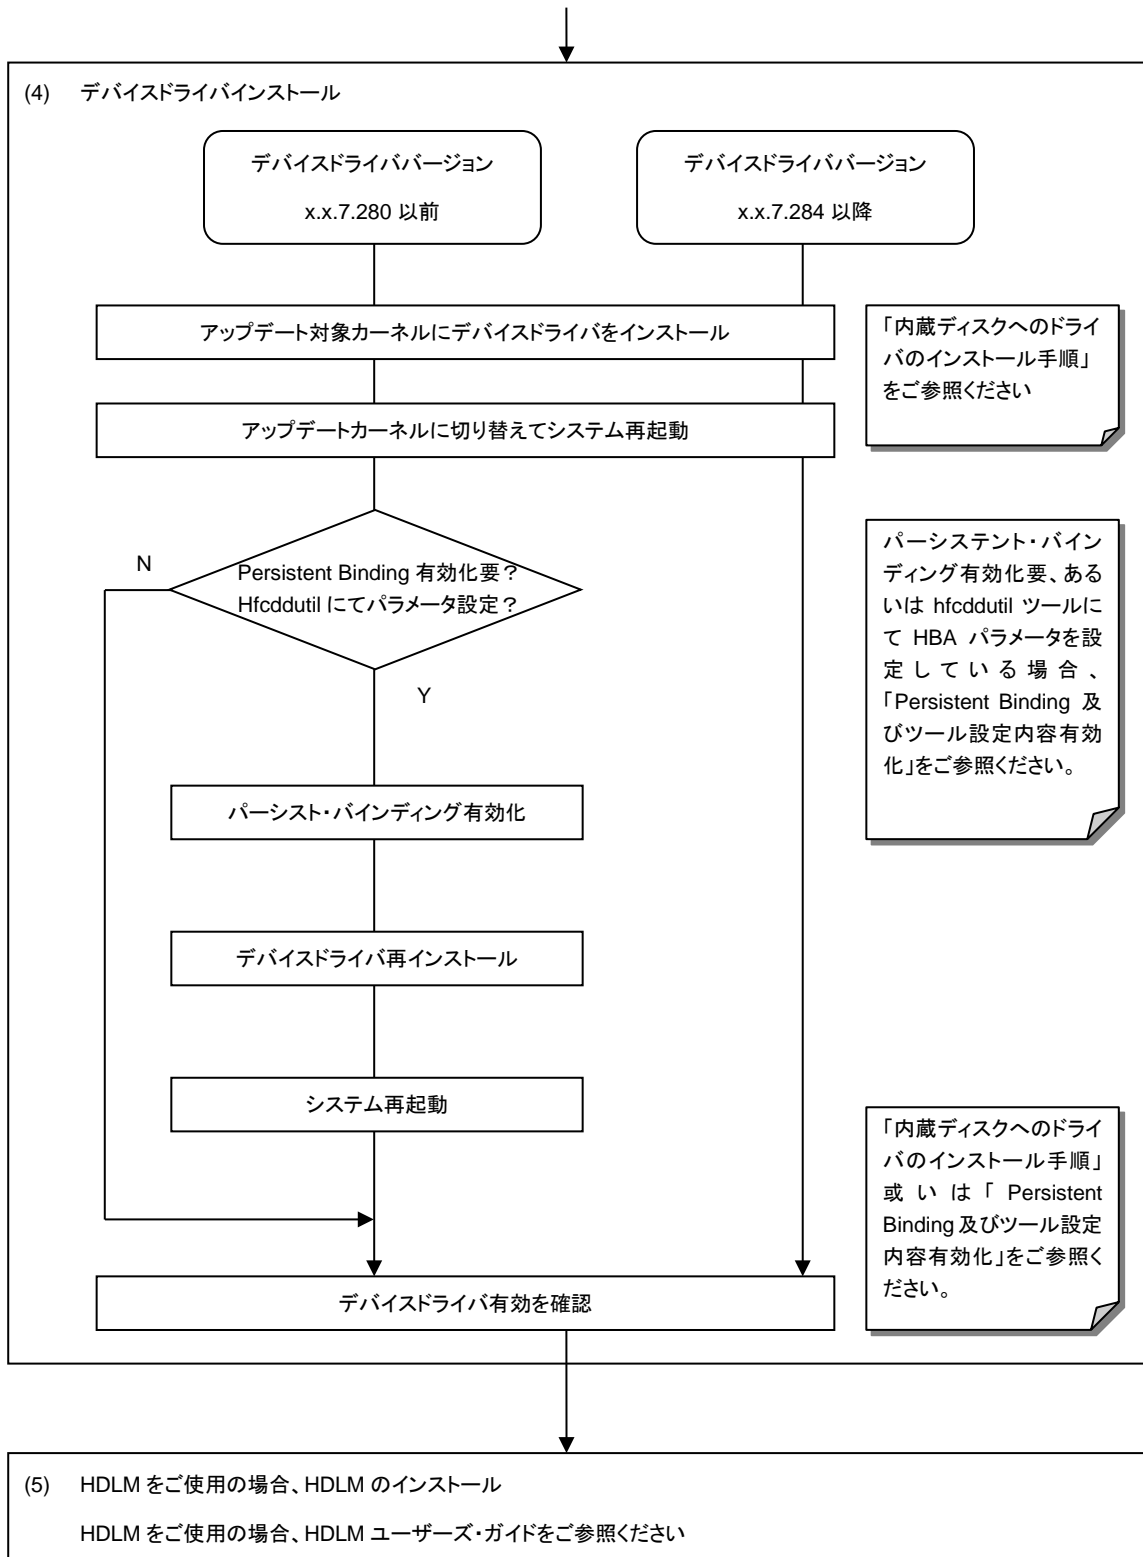 (4) デバイスドライバインストール
デバイスドライババージョン
x.x.7.280 以前
デバイスドライババージョン
x.x.7.284 以降
アップデート対象カーネルにデバイスドライバをインストール
「内蔵ディスクへのドライ
バのインストール手順」
をご参照ください
アップデートカーネルに切り替えてシステム再起動
N
Persistent Binding 有効化要？
Hfcddutil にてパラメータ設定？
Y
パーシステント・バイン
ディング有効化要、ある
いは hfcddutil ツールに
て HBA パラメータを設
定している場合、
「Persistent Binding 及
びツール設定内容有効
化」をご参照ください。
パーシスト・バインディング有効化
デバイスドライバ再インストール
システム再起動
「内蔵ディスクへのドライ
バのインストール手順」
或いは「 Persistent
Binding 及びツール設定
内容有効化」をご参照く
ださい。
デバイスドライバ有効を確認
(5) HDLM をご使用の場合、HDLM のインストール
HDLM をご使用の場合、HDLM ユーザーズ・ガイドをご参照ください